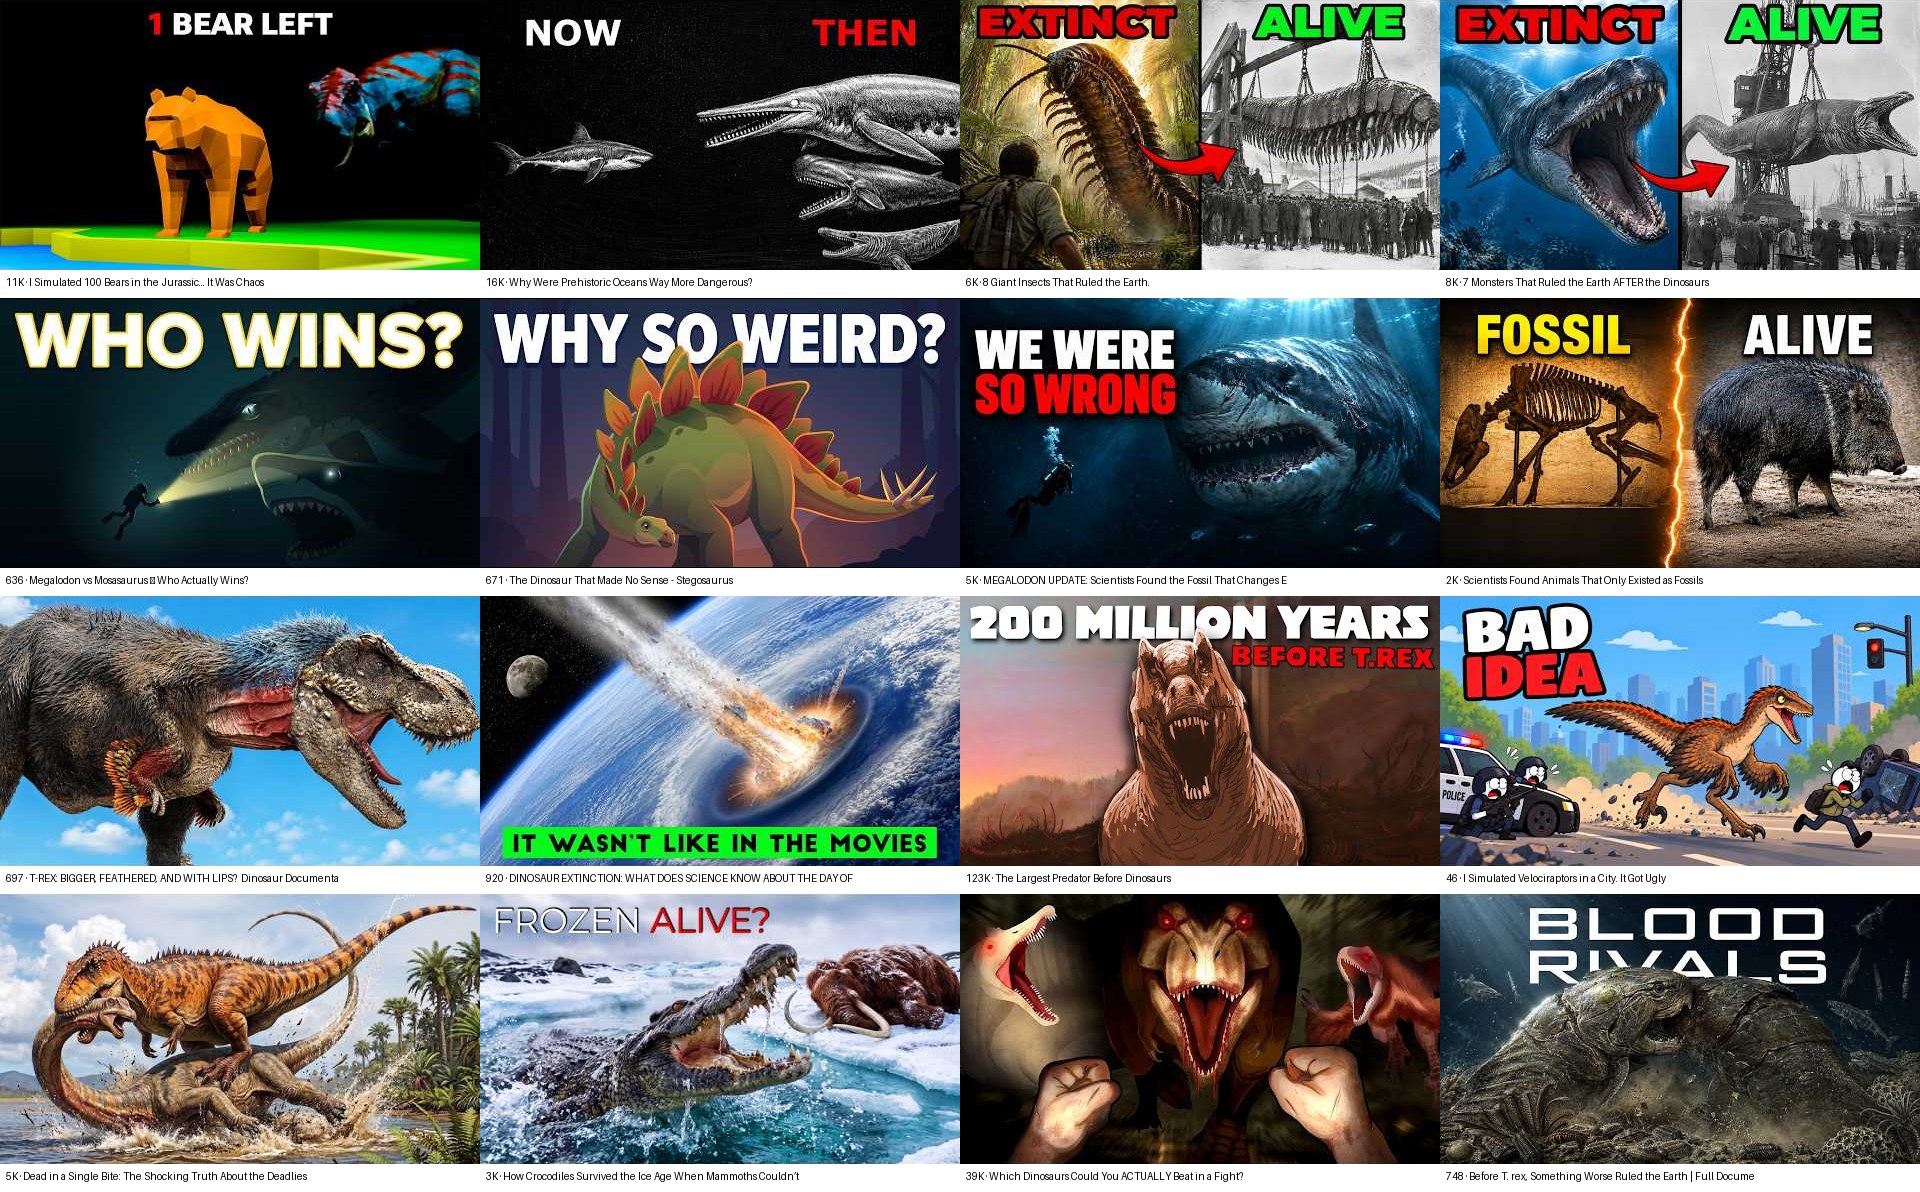 1 BEAR LEFT
NOW
THEN
EXTINCT
ALIVE
EXTINCT
ALIVE
11K · I Simulated 100 Bears in the Jurassic... It Was Chaos
16K · Why Were Prehistoric Oceans Way More Dangerous?
6K · 8 Giant Insects That Ruled the Earth.
8K · 7 Monsters That Ruled the Earth AFTER the Dinosaurs
WHO WINS?
WHY SO WEIRD?
WE WERE
SO WRONG
FOSSIL
ALIVE
636 · Megalodon vs Mosasaurus Who Actually Wins?
671 · The Dinosaur That Made No Sense - Stegosaurus
5K · MEGALODON UPDATE: Scientists Found the Fossil That Changes E
2K · Scientists Found Animals That Only Existed as Fossils
IT WASN'T LIKE IN THE MOVIES
200 MILLION YEARS
BEFORE T.REX
BAD
IDEA
POLICE
697 · T-REX: BIGGER, FEATHERED, AND WITH LIPS? Dinosaur Documenta
920 · DINOSAUR EXTINCTION: WHAT DOES SCIENCE KNOW ABOUT THE DAY OF
123K · The Largest Predator Before Dinosaurs
46 · I Simulated Velociraptors in a City. It Got Ugly
FROZEN ALIVE?
BLOOD
RIVALS
5K · Dead in a Single Bite: The Shocking Truth About the Deadlies
3K · How Crocodiles Survived the Ice Age When Mammoths Couldn't
39K · Which Dinosaurs Could You ACTUALLY Beat in a Fight?
748 · Before T. rex, Something Worse Ruled the Earth | Full Docume